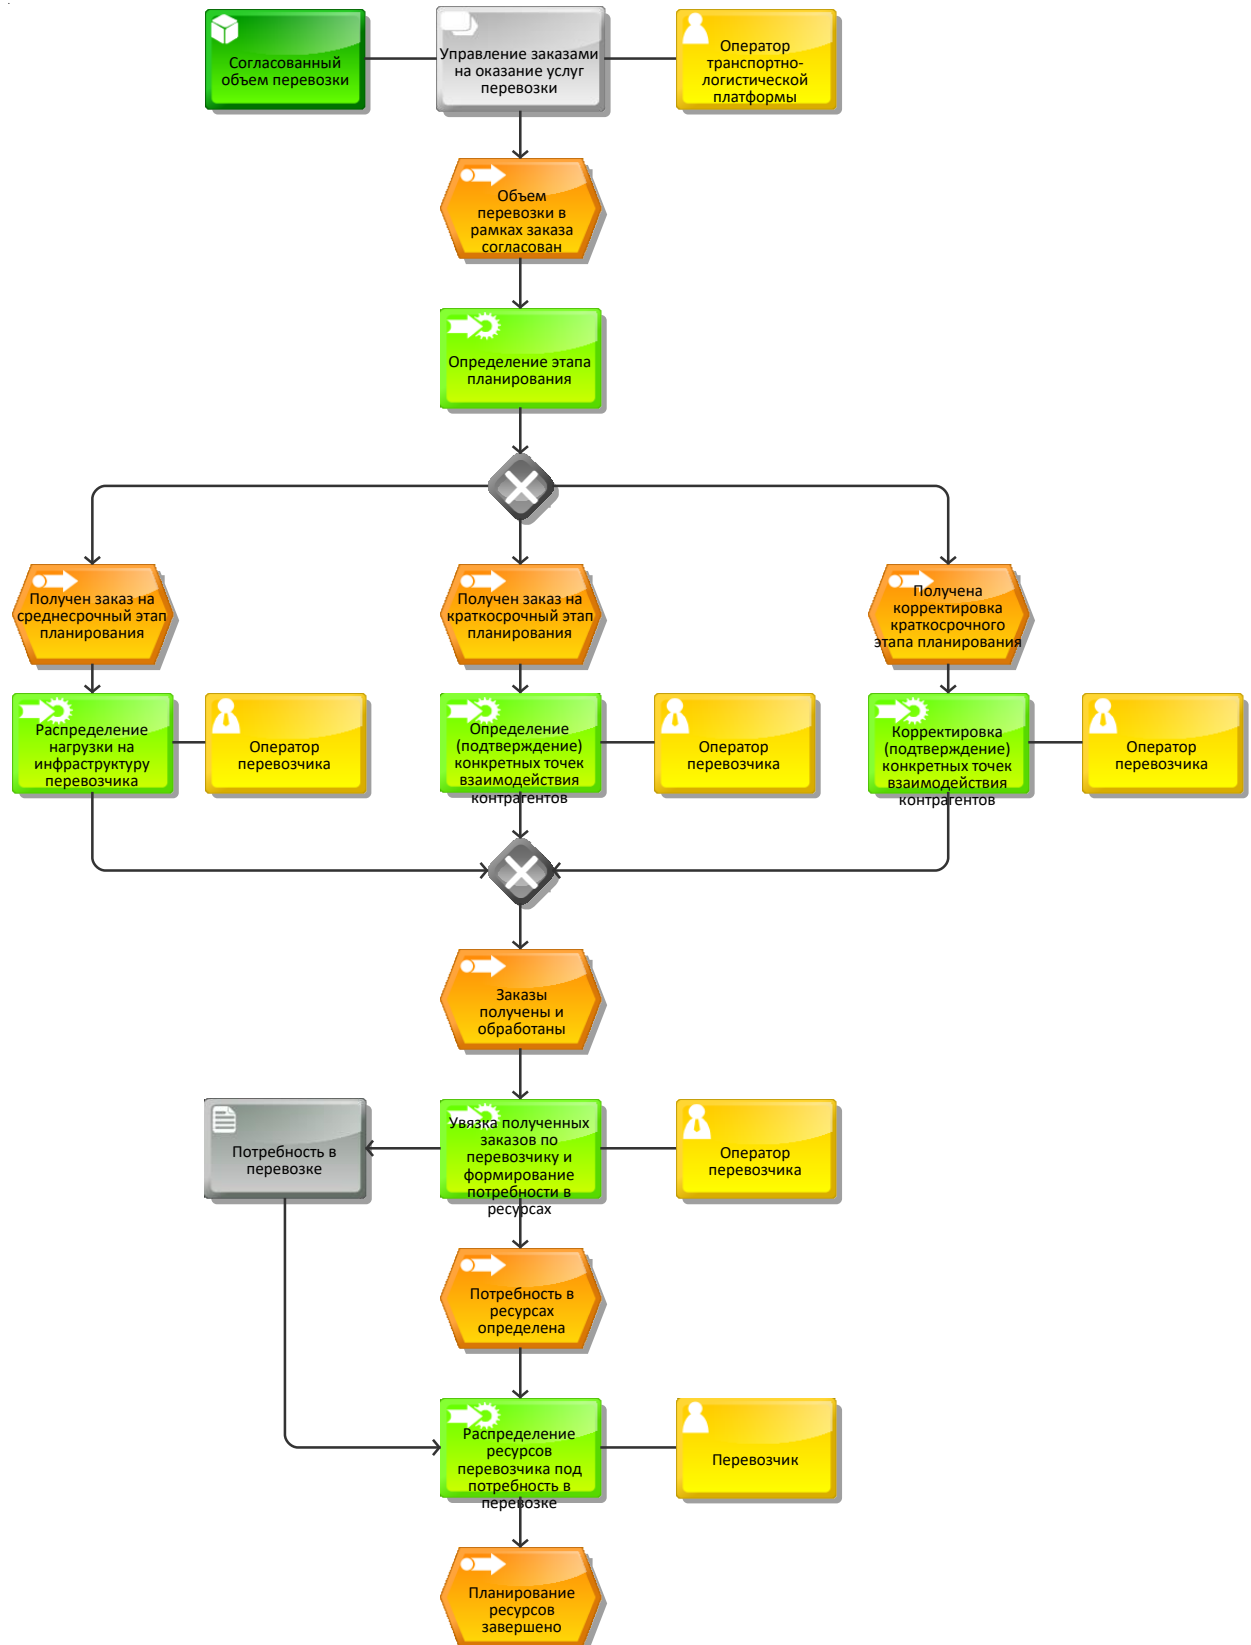 Согласованный
объем перевозки
Управление заказами
на оказание услуг
перевозки
Оператор
транспортно-
логистической
платформы
Объем
перевозки в
рамках заказа
согласован
Определение этапа
планирования
Получен заказ на
среднесрочный этап
планирования
Получен заказ на
краткосрочный этап
планирования
Получена
корректировка
краткосрочного
этапа планирования
Распределение
нагрузки на
инфраструктуру
перевозчика
Оператор
перевозчика
Определение
(подтверждение)
конкретных точек
взаимодействия
контрагентов
Оператор
перевозчика
Корректировка
(подтверждение)
конкретных точек
взаимодействия
контрагентов
Оператор
перевозчика
Заказы
получены и
обработаны
Потребность в
перевозке
Увязка полученных
заказов по
перевозчику и
формирование
потребности в
ресурсах
Оператор
перевозчика
Потребность в
ресурсах
определена
Распределение
ресурсов
перевозчика под
потребность в
перевозке
Перевозчик
Планирование
ресурсов
завершено